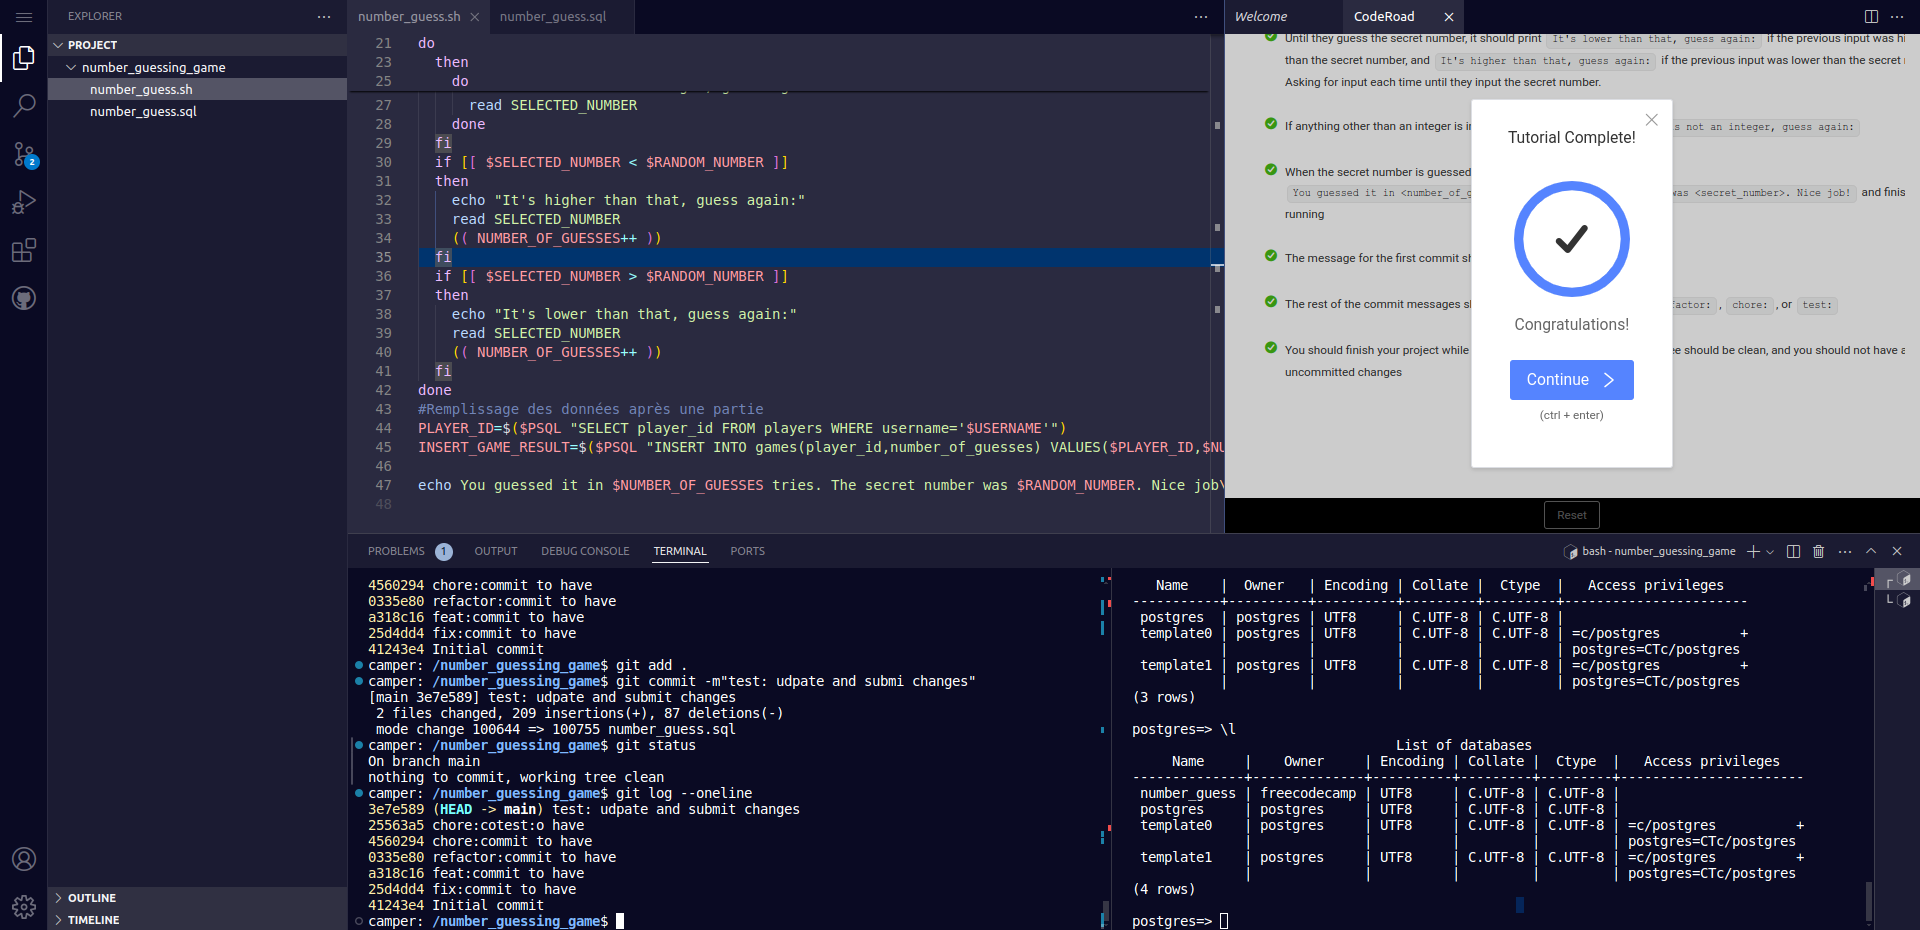 EXPLORER
PROJECT
number_guessing_game
number_guess.sh
number_guess.sql
2
OUTLINE
TIMELINE
number_guess.sh
number_guess.sql
21 do
23 then
25 do
27 read SELECTED_NUMBER
28 done
29 fi
30 if [[ $SELECTED_NUMBER < $RANDOM_NUMBER ]]
31 then
32 echo "It's higher than that, guess again:"
33 read SELECTED_NUMBER
34 (( NUMBER_OF_GUESSES++ ))
35 fi
36 if [[ $SELECTED_NUMBER > $RANDOM_NUMBER ]]
37 then
38 echo "It's lower than that, guess again:"
39 read SELECTED_NUMBER
40 (( NUMBER_OF_GUESSES++ ))
41 fi
42 done
43 #Remplissage des données après une partie
44 PLAYER_ID=$($PSQL "SELECT player_id FROM players WHERE username='$USERNAME'")
45 INSERT_GAME_RESULT=$($PSQL "INSERT INTO games(player_id,number_of_guesses) VALUES($PLAYER_ID,$NU
46
47 echo You guessed it in $NUMBER_OF_GUESSES tries. The secret number was $RANDOM_NUMBER. Nice job\
48
Welcome
CodeRoad
Until they guess the secret number, it should print It's lower than that, guess again: if the previous input was hi
than the secret number, and It's higher than that, guess again: if the previous input was lower than the secret
Asking for input each time until they input the secret number.
If anything other than an integer is in s not an integer, guess again:
When the secret number is guessed
You guessed it in <number_of_g was <secret_number>. Nice job! and finis
running
The message for the first commit sh
The rest of the commit messages s factor: , chore: , or test:
You should finish your project while ee should be clean, and you should not have a
uncommitted changes
Tutorial Complete!
Congratulations!
Continue
(ctrl + enter)
Reset
PROBLEMS 1 OUTPUT DEBUG CONSOLE TERMINAL PORTS
bash - number_guessing_game
4560294 chore:commit to have
0335e80 refactor:commit to have
a318c16 feat:commit to have
25d4dd4 fix:commit to have
41243e4 Initial commit
camper: /number_guessing_game$ git add .
camper: /number_guessing_game$ git commit -m"test: udpate and submi changes"
[main 3e7e589] test: udpate and submit changes
2 files changed, 209 insertions(+), 87 deletions(-)
mode change 100644 => 100755 number_guess.sql
camper: /number_guessing_game$ git status
On branch main
nothing to commit, working tree clean
camper: /number_guessing_game$ git log --oneline
3e7e589 (HEAD -> main) test: udpate and submit changes
25563a5 chore:cotest:o have
4560294 chore:commit to have
0335e80 refactor:commit to have
a318c16 feat:commit to have
25d4dd4 fix:commit to have
41243e4 Initial commit
camper: /number_guessing_game$
Name | Owner | Encoding | Collate | Ctype | Access privileges
-----------+----------+----------+---------+---------+-----------------------
postgres | postgres | UTF8 | C.UTF-8 | C.UTF-8 |
template0 | postgres | UTF8 | C.UTF-8 | C.UTF-8 | =c/postgres +
| | | | | postgres=CTc/postgres
template1 | postgres | UTF8 | C.UTF-8 | C.UTF-8 | =c/postgres +
| | | | | postgres=CTc/postgres
(3 rows)
postgres=> \l
List of databases
Name | Owner | Encoding | Collate | Ctype | Access privileges
--------------+--------------+----------+---------+---------+-----------------------
number_guess | freecodecamp | UTF8 | C.UTF-8 | C.UTF-8 |
postgres | postgres | UTF8 | C.UTF-8 | C.UTF-8 |
template0 | postgres | UTF8 | C.UTF-8 | C.UTF-8 | =c/postgres +
| | | | | postgres=CTc/postgres
template1 | postgres | UTF8 | C.UTF-8 | C.UTF-8 | =c/postgres +
| | | | | postgres=CTc/postgres
(4 rows)
postgres=>